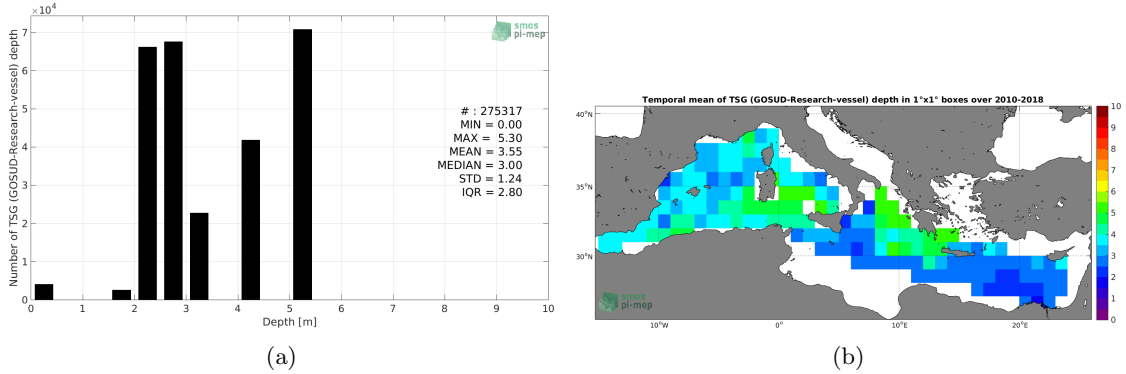 ×10⁴
smos
pi-mep
7
6
5
4
3
2
1
0
Number of TSG (GOSUD-Research-vessel) depth
# : 275317
MIN = 0.00
MAX = 5.30
MEAN = 3.55
MEDIAN = 3.00
STD = 1.24
IQR = 2.80
0 1 2 3 4 5 6 7 8 9 10
Depth [m]
(a)
Temporal mean of TSG (GOSUD-Research-vessel) depth in 1°x1° boxes over 2010-2018
40°N
35°N
30°N
10°W 0° 10°E 20°E
smos
pi-mep
10
9
8
7
6
5
4
3
2
1
0
(b)